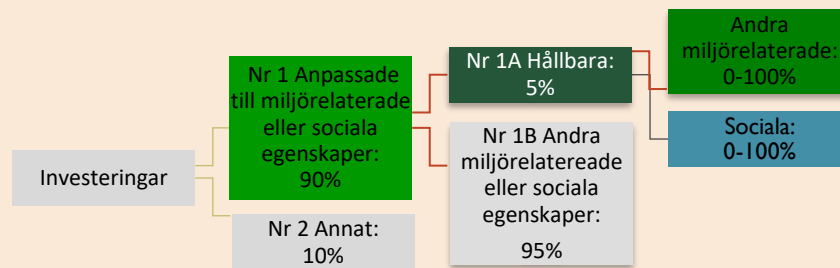 Investeringar
Nr 1 Anpassade
till miljörelaterade
eller sociala
egenskaper:
90%
Nr 2 Annat:
10%
Nr 1A Hållbara:
5%
Nr 1B Andra
miljörelatereade
eller sociala
egenskaper:
95%
Andra
miljörelaterade:
0-100%
Sociala:
0-100%